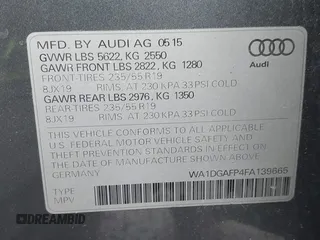 MFD. BY AUDI AG 05 15
GVWR LBS 5622, KG 2550
GAWR FRONT LBS 2822, KG 1280
FRONT-TIRES 235/55 R19
8JX19 RIMS, AT 230 KPA 33 PSI COLD
GAWR REAR LBS 2976, KG 1350
REAR-TIRES 235/55 R19
8JX19 RIMS, AT 230 KPA 33 PSI COLD
THIS VEHICLE CONFORMS TO ALL APPLICABLE
U.S. FEDERAL MOTOR VEHICLE SAFETY AND
THEFT PREVENTION STANDARDS IN EFFECT ON THE
DATE OF MANUFACTURE SHOWN ABOVE
WA1DGAFP4FA139665
TYPE:
MPV
Audi
DREAMBID